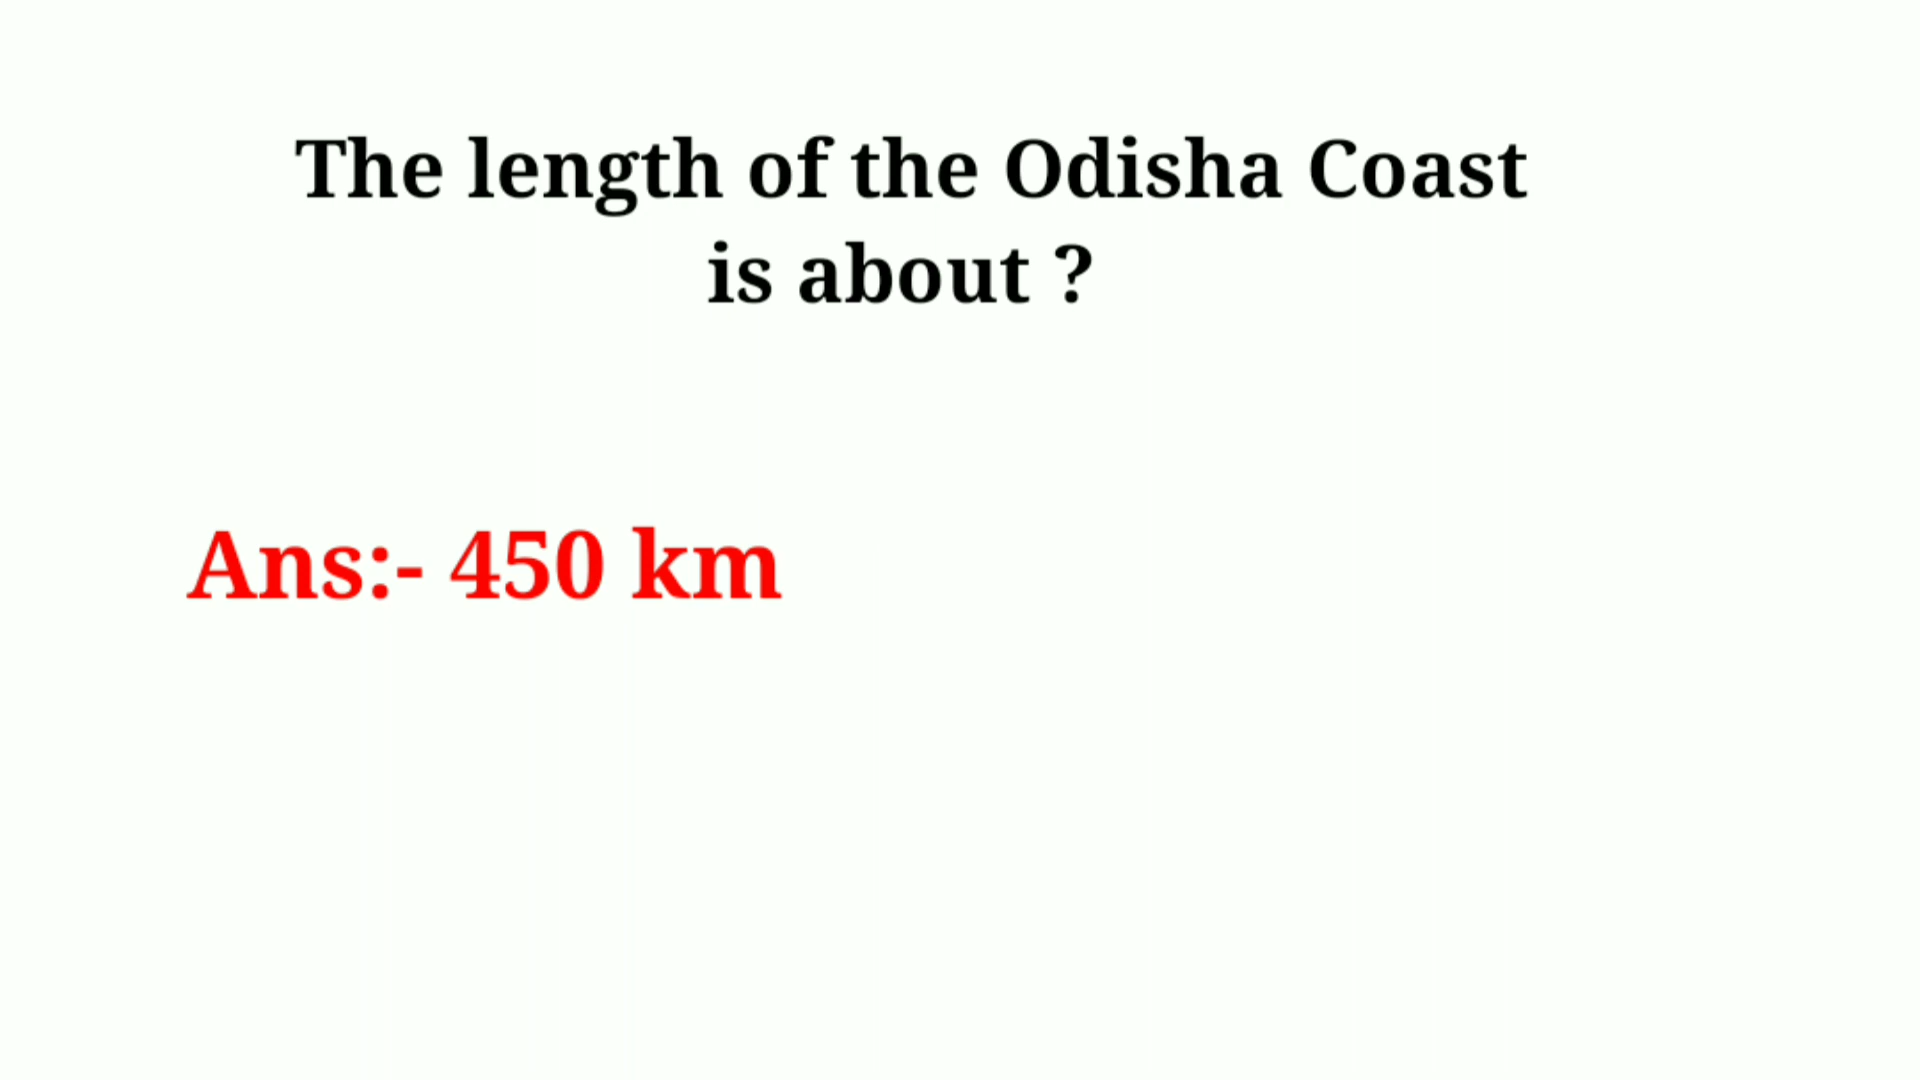 The length of the Odisha Coast
is about ?
Ans:- 450 km